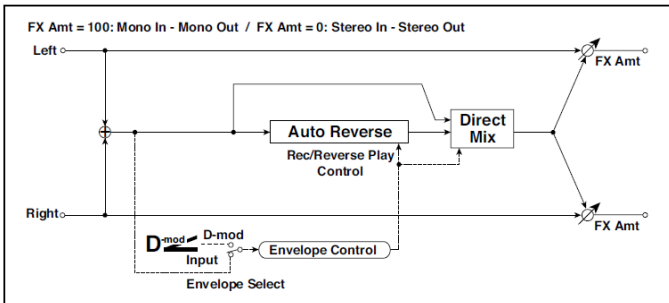 FX Amt = 100: Mono In - Mono Out / FX Amt = 0: Stereo In - Stereo Out
Left
FX Amt
Auto Reverse
Direct
Mix
Rec/Reverse Play
Control
Right
FX Amt
D-mod
D-mod
Input
Envelope Control
Envelope Select